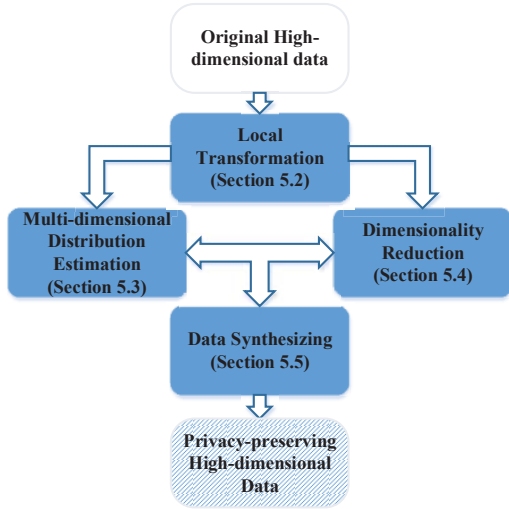 Original High-
dimensional data
Local
Transformation
(Section 5.2)
Multi-dimensional
Distribution
Estimation
(Section 5.3)
Dimensionality
Reduction
(Section 5.4)
Data Synthesizing
(Section 5.5)
Privacy-preserving
High-dimensional
Data